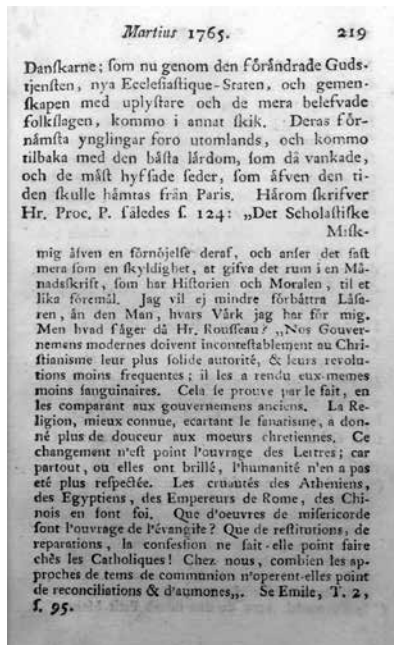 Martius 1765. 219
Danſkarne; ſom nu genom den förändrade Guds-
tjenſten, nya Eccleſiaſtique-Staten, och gemen-
ſkapen med uplyſtare och de mera belefvade
folkſlagen, kommo i annat ſkik. Deras för-
nämſta ynglingar foro utomlands, och kommo
tilbaka med den bäſta lärdom, ſom då vankade,
och de mäſt hyfſade ſeder, ſom äfven den ti-
den ſkulle hämtas från Paris. Härom ſkrifver
Hr. Proc. P. ſåledes ſ. 124: „Det Scholaſtiſke
Miſk-
mig äfven en förnöjelſe deraf, och anſer det faſt
mera ſom en ſkyldighet, at gifva det rum i en Må-
nadsſkrift, ſom har Hiſtorien och Moralen, til et
lika föremål. Jag vil ej mindre förbättra Läſa-
ren, än den Man, hvars Värk jag har för mig.
Men hvad ſäger då Hr. Rouſſeau? „Nos Gouver-
nemens modernes doivent inconteſtablement au Chri-
ſtianisme leur plus ſolide autorité, & leurs revolu-
tions moins frequentes; il les a rendu eux-memes
moins ſanguinaires. Cela ſe prouve par le fait, en
les comparant aux gouvernemens anciens. La Re-
ligion, mieux connue, ecartant le fanatisme, a don-
né plus de douceur aux moeurs chretiennes. Ce
changement n'eſt point l'ouvrage des Lettres; car
partout, ou elles ont brillé, l'humanité n'en a pas
eté plus reſpeƈtée. Les cruautés des Atheniens,
des Egyptiens, des Empereurs de Rome, des Chi-
nois en font foi. Que d'oeuvres de miſericorde
ſont l'ouvrage de l'évangile? Que de reſtitutions, de
reparations, la confeſſion ne fait-elle point faire
chès les Catholiques! Chez nous, combien les ap-
proches de tems de communion n'operent-elles point
de reconciliations & d'aumones„. Se Emile, T. 2,
ſ. 95.